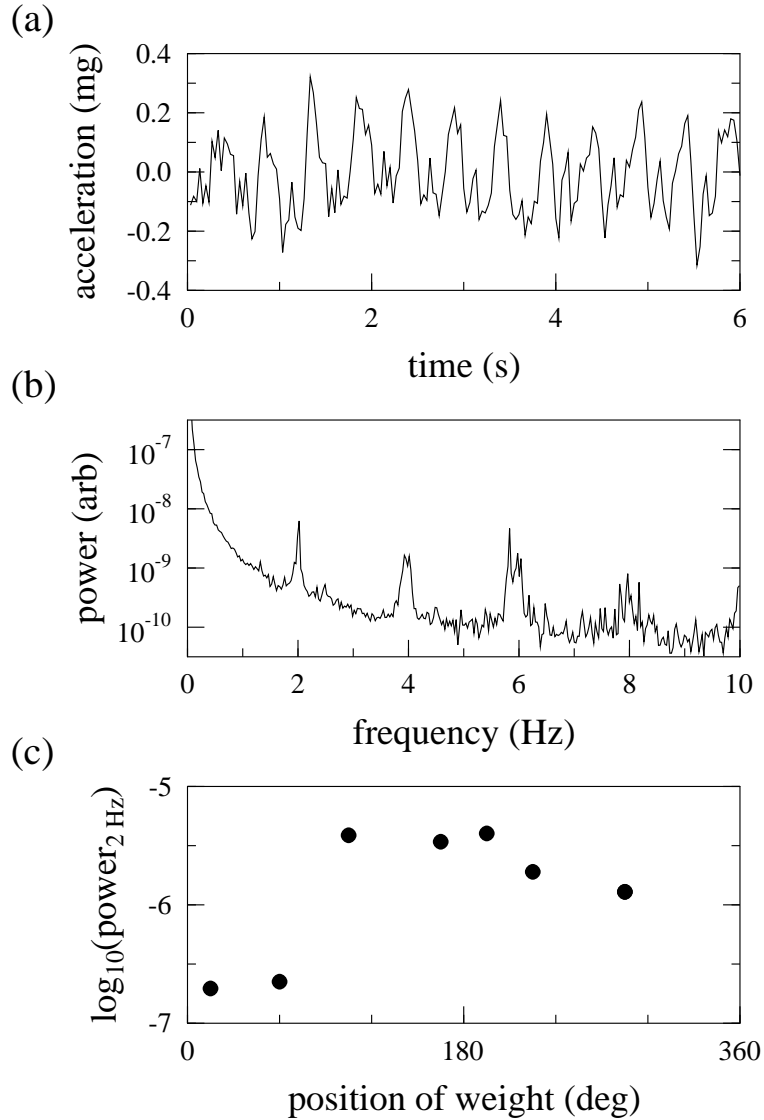 (a)
acceleration (mg)
0.4
0.2
0.0
-0.2
-0.4
0 2 4 6
time (s)
(b)
power (arb)
10⁻⁷
10⁻⁸
10⁻⁹
10⁻¹⁰
0 2 4 6 8 10
frequency (Hz)
(c)
log₁₀(power₂ Hz)
-5
-6
-7
0 180 360
position of weight (deg)